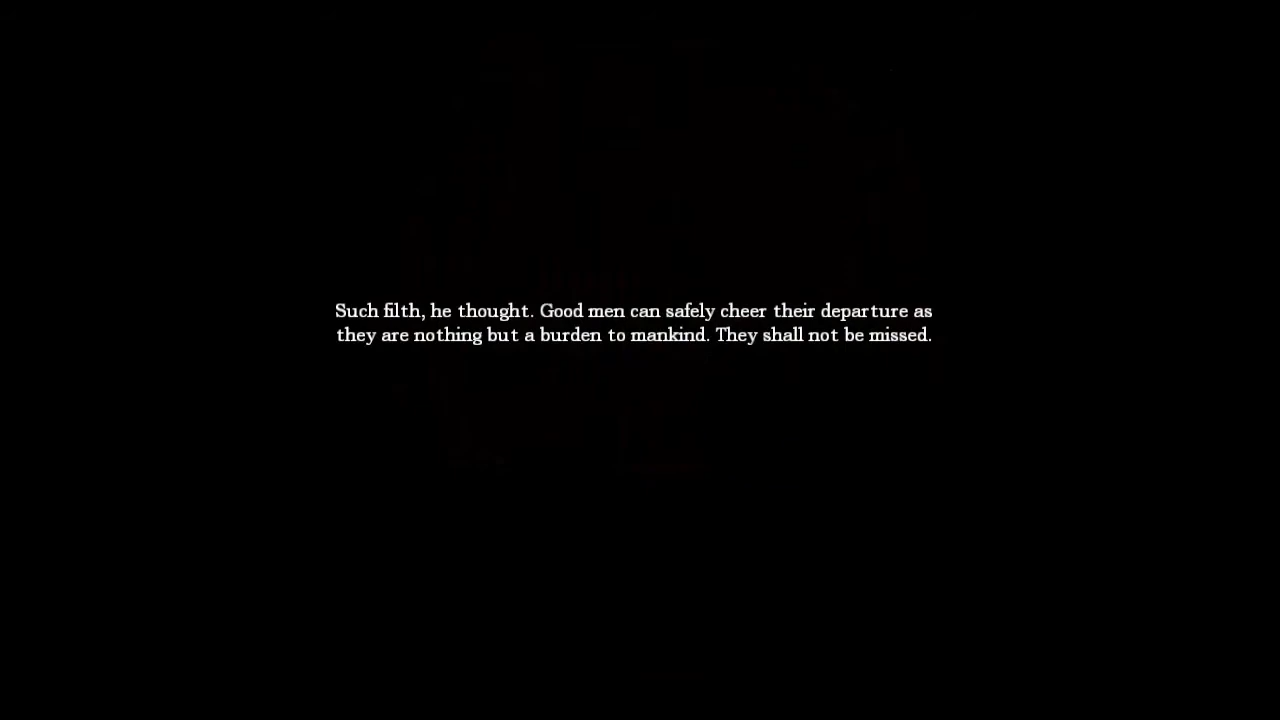 Such filth, he thought. Good men can safely cheer their departure as
they are nothing but a burden to mankind. They shall not be missed.